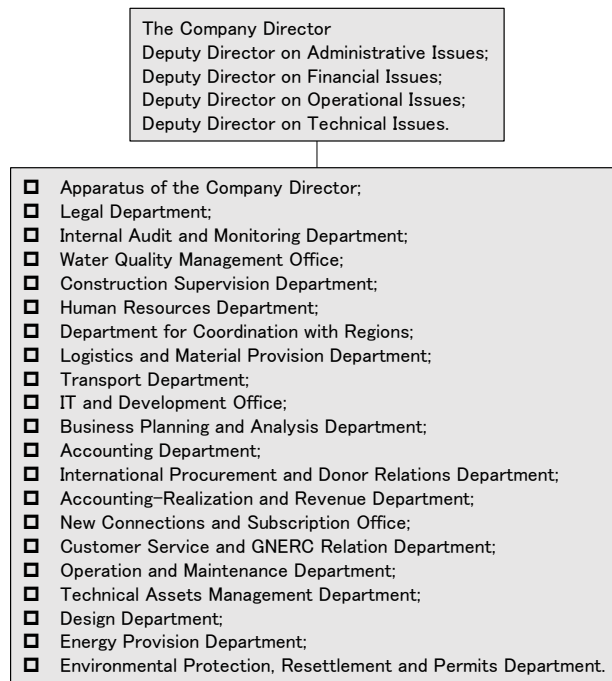 The Company Director
Deputy Director on Administrative Issues;
Deputy Director on Financial Issues;
Deputy Director on Operational Issues;
Deputy Director on Technical Issues.
Apparatus of the Company Director;
Legal Department;
Internal Audit and Monitoring Department;
Water Quality Management Office;
Construction Supervision Department;
Human Resources Department;
Department for Coordination with Regions;
Logistics and Material Provision Department;
Transport Department;
IT and Development Office;
Business Planning and Analysis Department;
Accounting Department;
International Procurement and Donor Relations Department;
Accounting-Realization and Revenue Department;
New Connections and Subscription Office;
Customer Service and GNERC Relation Department;
Operation and Maintenance Department;
Technical Assets Management Department;
Design Department;
Energy Provision Department;
Environmental Protection, Resettlement and Permits Department.